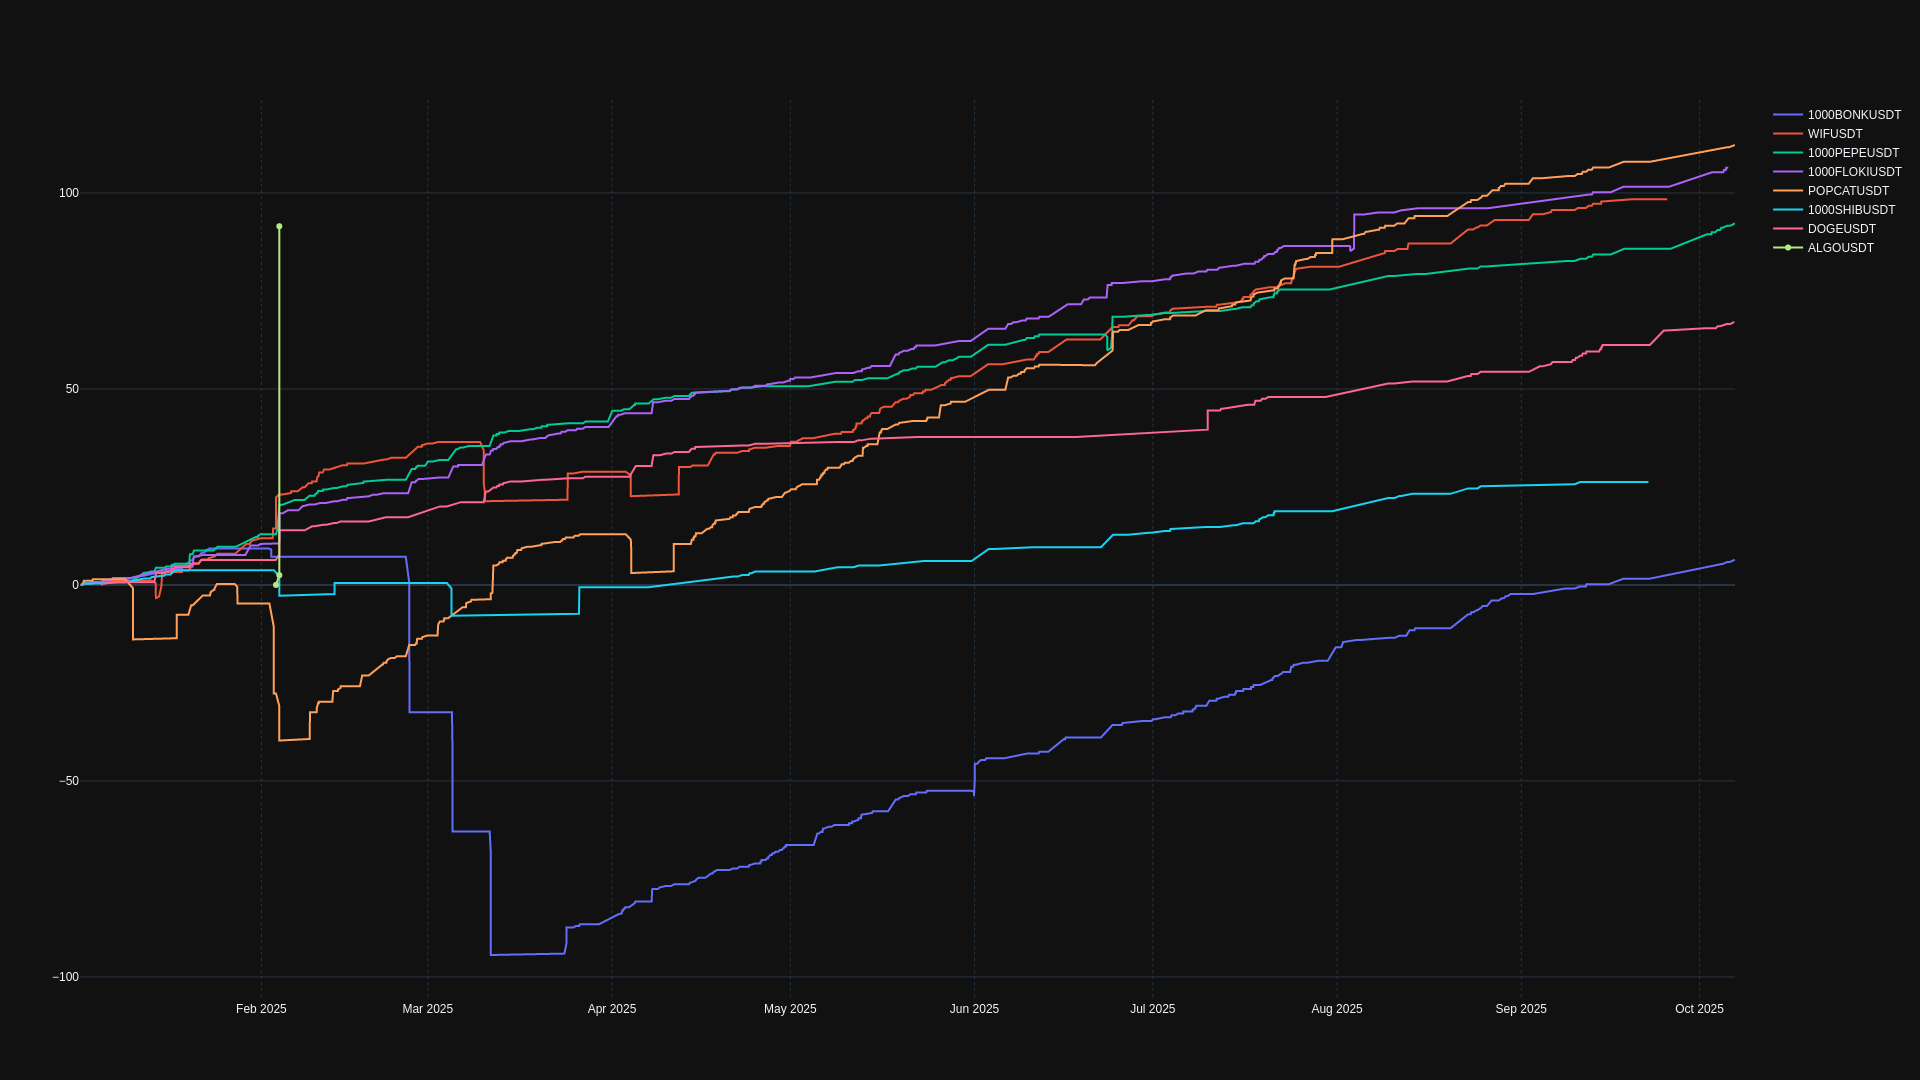 1000BONKUSDT
WIFUSDT
1000PEPEUSDT
1000FLOKIUSDT
POPCATUSDT
1000SHIBUSDT
DOGEUSDT
ALGOUSDT
100
50
0
−50
−100
Feb 2025 Mar 2025 Apr 2025 May 2025 Jun 2025 Jul 2025 Aug 2025 Sep 2025 Oct 2025